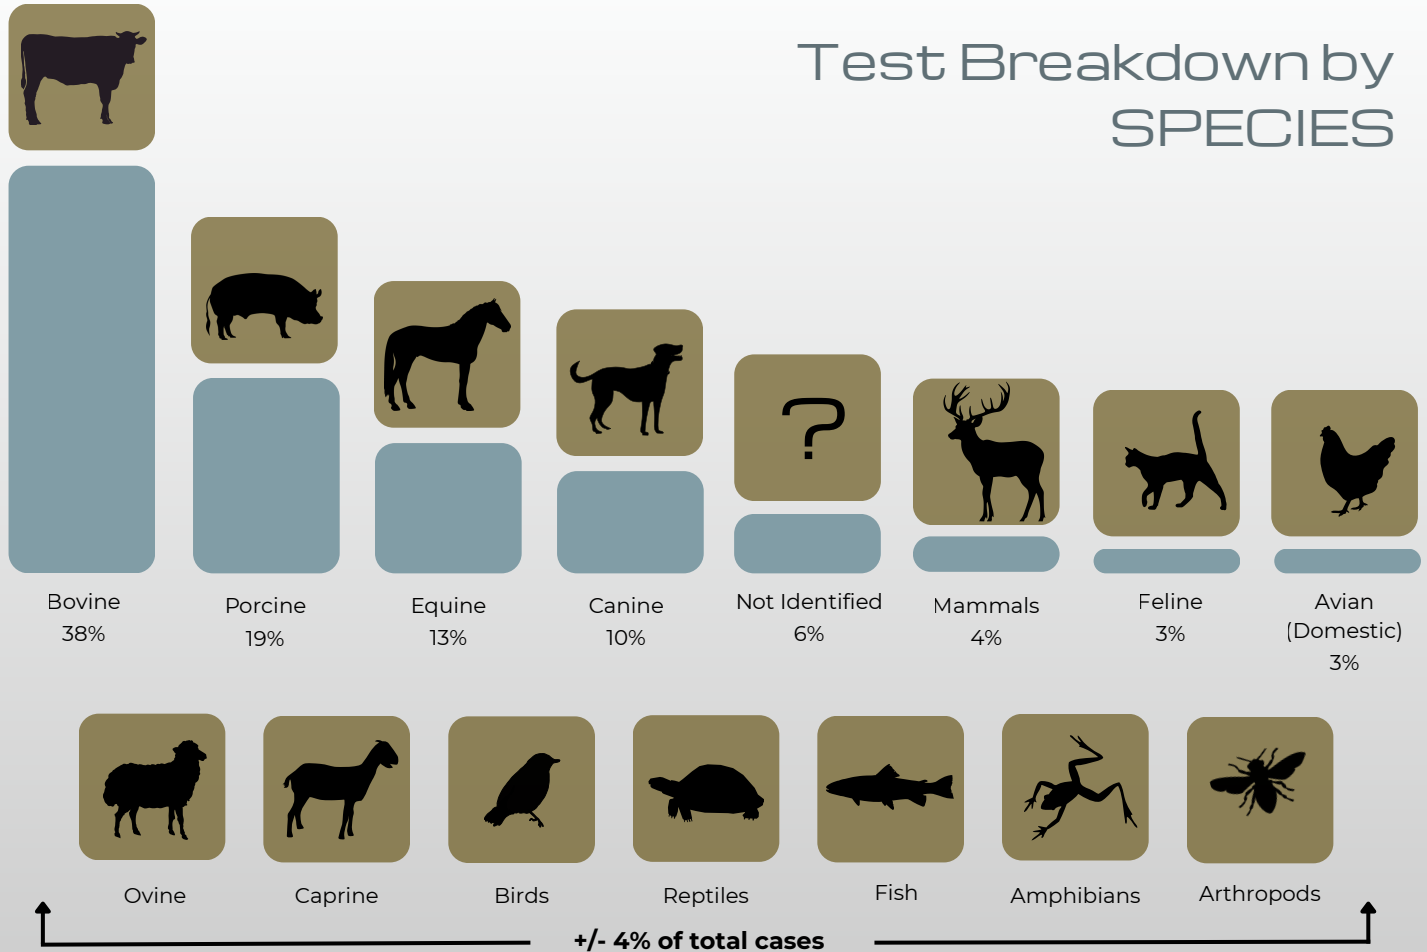 Test Breakdown by
SPECIES
?
Bovine
38%
Porcine
19%
Equine
13%
Canine
10%
Not Identified
6%
Mammals
4%
Feline
3%
Avian
(Domestic)
3%
Ovine
Caprine
Birds
Reptiles
Fish
Amphibians
Arthropods
+/- 4% of total cases